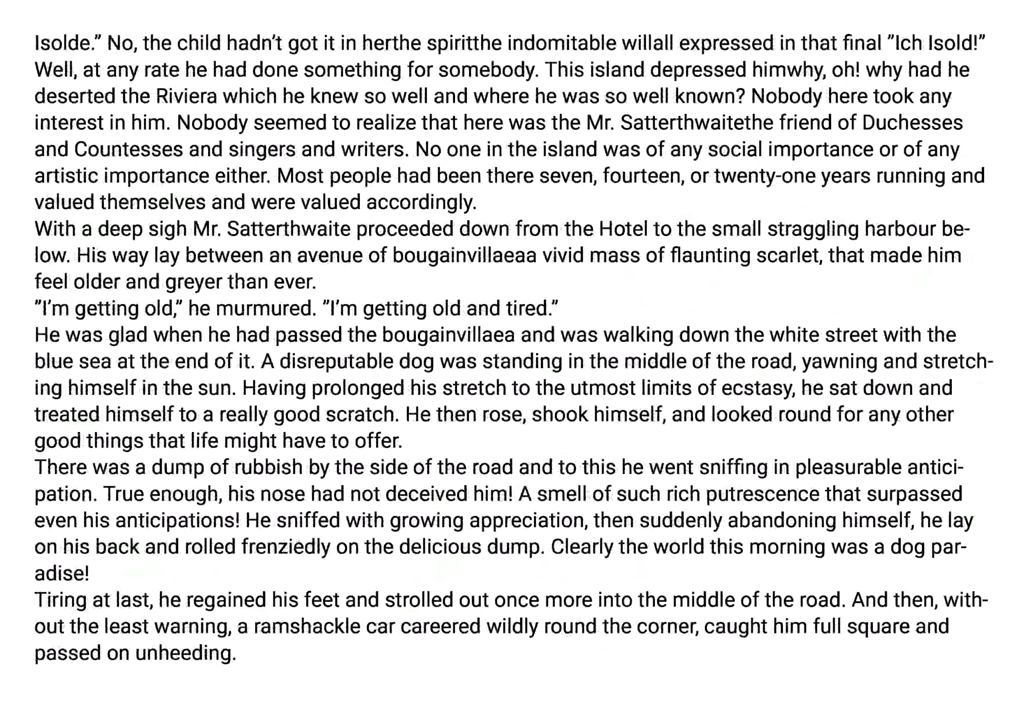 Isolde.” No, the child hadn't got it in herthe spiritthe indomitable willall expressed in that final ”Ich Isold!”
Well, at any rate he had done something for somebody. This island depressed himwhy, oh! why had he
deserted the Riviera which he knew so well and where he was so well known? Nobody here took any
interest in him. Nobody seemed to realize that here was the Mr. Satterthwaitethe friend of Duchesses
and Countesses and singers and writers. No one in the island was of any social importance or of any
artistic importance either. Most people had been there seven, fourteen, or twenty-one years running and
valued themselves and were valued accordingly.
With a deep sigh Mr. Satterthwaite proceeded down from the Hotel to the small straggling harbour be-
low. His way lay between an avenue of bougainvillaeaa vivid mass of flaunting scarlet, that made him
feel older and greyer than ever.
”I'm getting old,” he murmured. ”I'm getting old and tired.”
He was glad when he had passed the bougainvillaea and was walking down the white street with the
blue sea at the end of it. A disreputable dog was standing in the middle of the road, yawning and stretch-
ing himself in the sun. Having prolonged his stretch to the utmost limits of ecstasy, he sat down and
treated himself to a really good scratch. He then rose, shook himself, and looked round for any other
good things that life might have to offer.
There was a dump of rubbish by the side of the road and to this he went sniffing in pleasurable antici-
pation. True enough, his nose had not deceived him! A smell of such rich putrescence that surpassed
even his anticipations! He sniffed with growing appreciation, then suddenly abandoning himself, he lay
on his back and rolled frenziedly on the delicious dump. Clearly the world this morning was a dog par-
adise!
Tiring at last, he regained his feet and strolled out once more into the middle of the road. And then, with-
out the least warning, a ramshackle car careered wildly round the corner, caught him full square and
passed on unheeding.